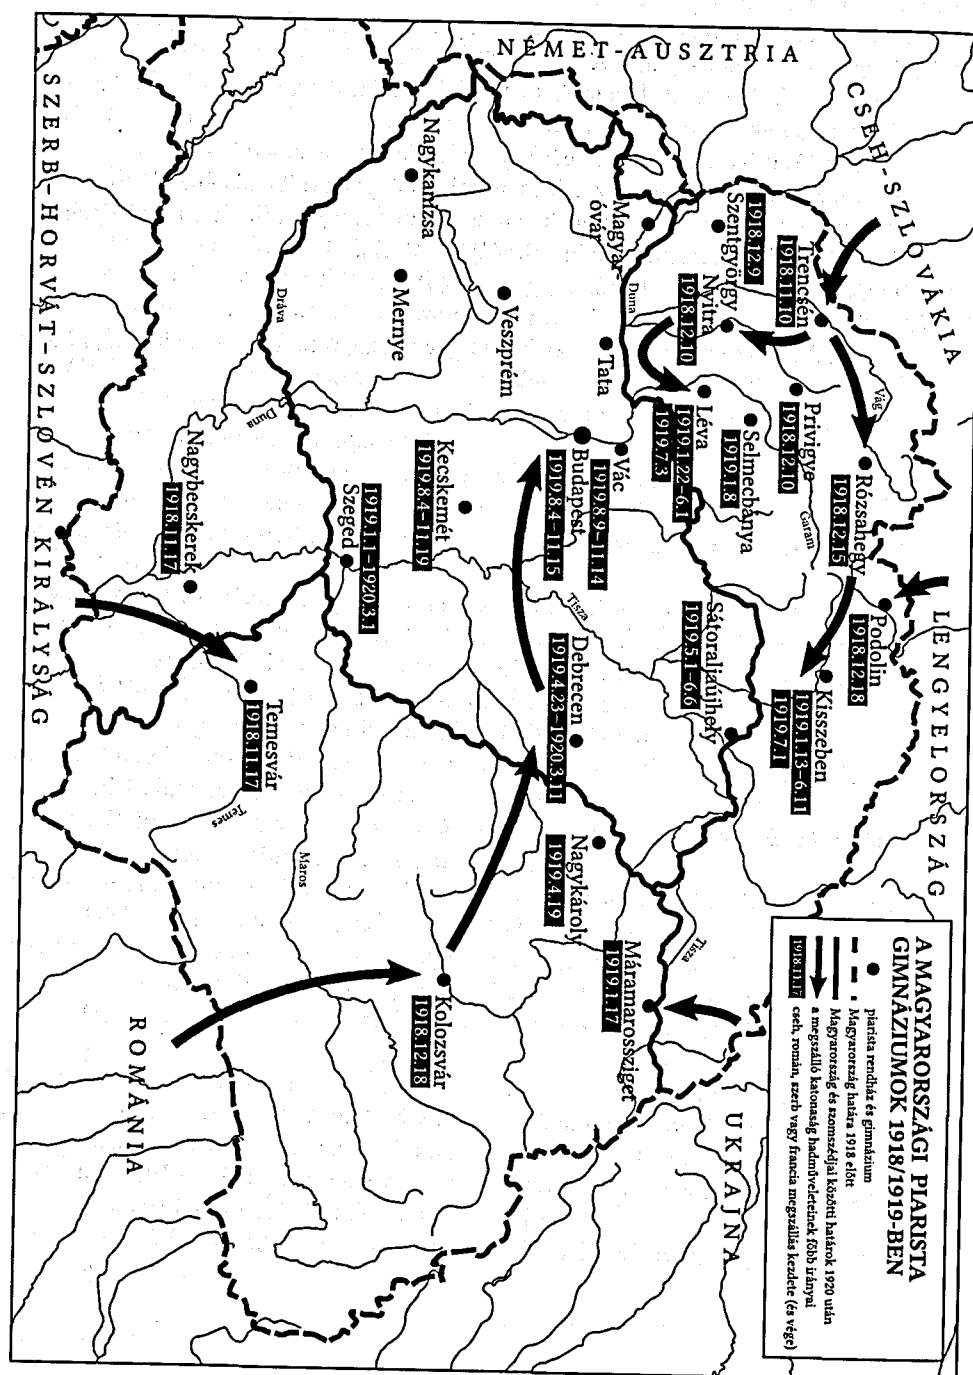 A MAGYARORSZÁGI PIARISTA
GIMNÁZIUMOK 1918/1919-BEN
piarista rendház és gimnázium
Magyarország határa 1918 előtt
Magyarország és szomszédjai közötti határok 1920 után
a megszálló katonaság hadműveleteinek főbb irányai
1918.11.17
cseh, román, szerb vagy francia megszállás kezdete (és vége)
NÉMET-AUSZTRIA
CSEH-SZLOVÁKIA
LENGYELORSZÁG
UKRAJNA
ROMÁNIA
SZERB-HORVÁT-SZLOVÉN KIRÁLYSÁG
Trencsén
1918.11.10
Szentgyörgy
1918.12.9
Nyitra
1918.12.10
Privigye
1918.12.10
Rózsahegy
1918.12.15
Podolin
1918.12.18
Kisszeben
1919.1.13–6.11
1919.7.1
Selmecbánya
1919.1.8
Léva
1919.1.22–6.1
1919.7.3
Sátoraljaújhely
1919.5.1–6.6
Magyar-
óvár
Tata
Vác
1919.8.9–11.14
Budapest
1919.8.4–11.15
Veszprém
Mernye
Nagykanizsa
Kecskemét
1919.8.4–11.19
Szeged
1919.1.1–1920.3.1
Debrecen
1919.4.23–1920.3.11
Nagykároly
1919.4.19
Máramarossziget
1919.1.17
Kolozsvár
1918.12.18
Temesvár
1918.11.17
Nagybecskerek
1918.11.17
Vág
Garam
Duna
Duna
Dráva
Tisza
Tisza
Maros
Temes